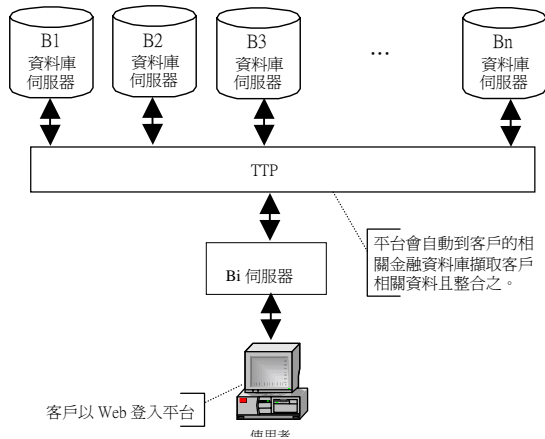 B1
資料庫
伺服器
B2
資料庫
伺服器
B3
資料庫
伺服器
...
Bn
資料庫
伺服器
TTP
平台會自動到客戶的相
關金融資料庫擷取客戶
相關資料且整合之。
Bi 伺服器
客戶以 Web 登入平台
使用者